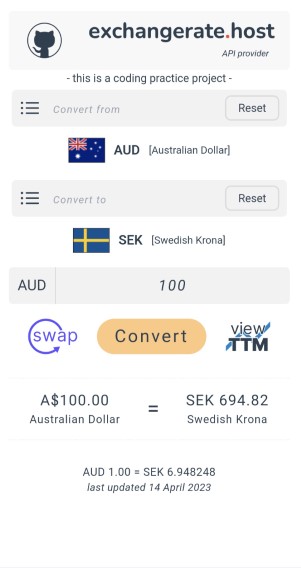 exchangerate.host
API provider
- this is a coding practice project -
Convert from
Reset
AUD [Australian Dollar]
Convert to
Reset
SEK [Swedish Krona]
AUD 100
swap Convert view TTM
A$100.00 = SEK 694.82
Australian Dollar Swedish Krona
AUD 1.00 = SEK 6.948248
last updated 14 April 2023